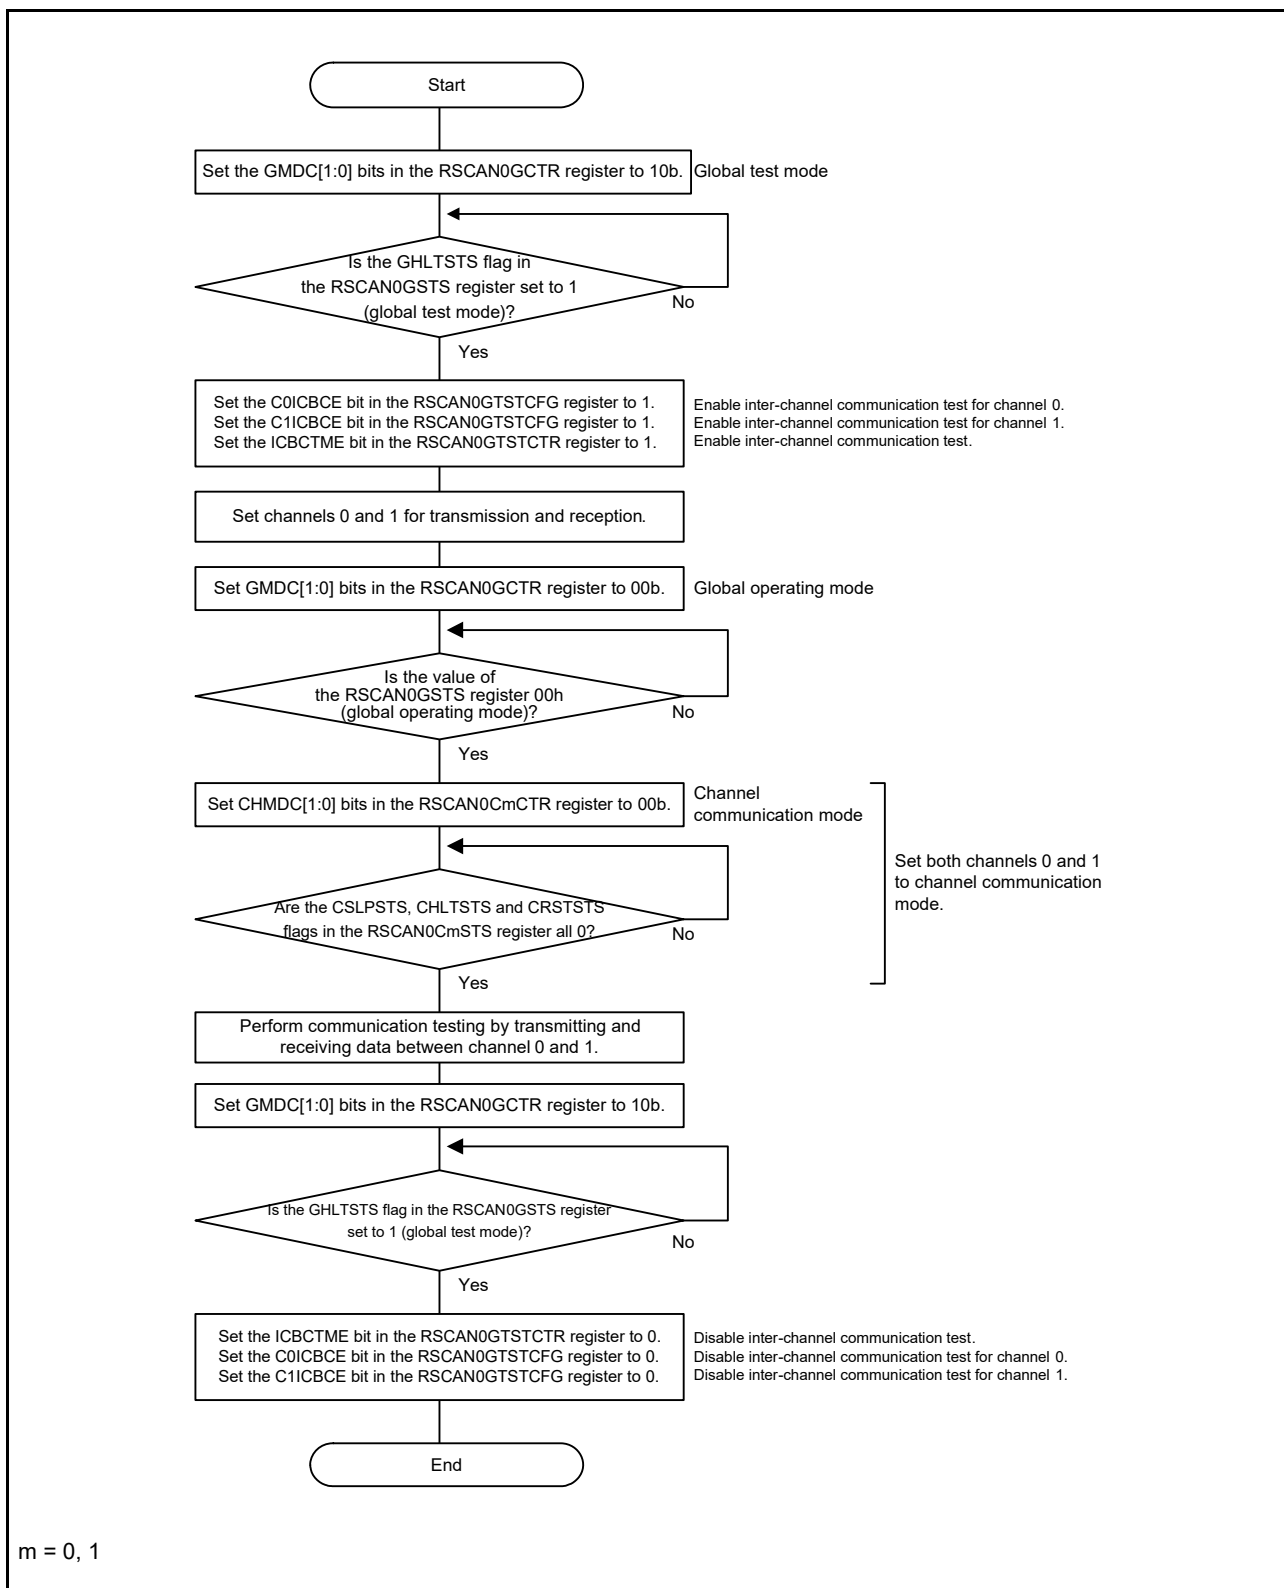 Start
Set the GMDC[1:0] bits in the RSCAN0GCTR register to 10b.
Global test mode
Is the GHLTSTS flag in
the RSCAN0GSTS register set to 1
(global test mode)?
No
Yes
Set the C0ICBCE bit in the RSCAN0GTSTCFG register to 1.
Set the C1ICBCE bit in the RSCAN0GTSTCFG register to 1.
Set the ICBCTME bit in the RSCAN0GTSTCTR register to 1.
Enable inter-channel communication test for channel 0.
Enable inter-channel communication test for channel 1.
Enable inter-channel communication test.
Set channels 0 and 1 for transmission and reception.
Set GMDC[1:0] bits in the RSCAN0GCTR register to 00b.
Global operating mode
Is the value of
the RSCAN0GSTS register 00h
(global operating mode)?
No
Yes
Set CHMDC[1:0] bits in the RSCAN0CmCTR register to 00b.
Channel
communication mode
Are the CSLPSTS, CHLTSTS and CRSTSTS
flags in the RSCAN0CmSTS register all 0?
No
Yes
Set both channels 0 and 1
to channel communication
mode.
Perform communication testing by transmitting and
receiving data between channel 0 and 1.
Set GMDC[1:0] bits in the RSCAN0GCTR register to 10b.
Is the GHLTSTS flag in the RSCAN0GSTS register
set to 1 (global test mode)?
No
Yes
Set the ICBCTME bit in the RSCAN0GTSTCTR register to 0.
Set the C0ICBCE bit in the RSCAN0GTSTCFG register to 0.
Set the C1ICBCE bit in the RSCAN0GTSTCFG register to 0.
Disable inter-channel communication test.
Disable inter-channel communication test for channel 0.
Disable inter-channel communication test for channel 1.
End
m = 0, 1